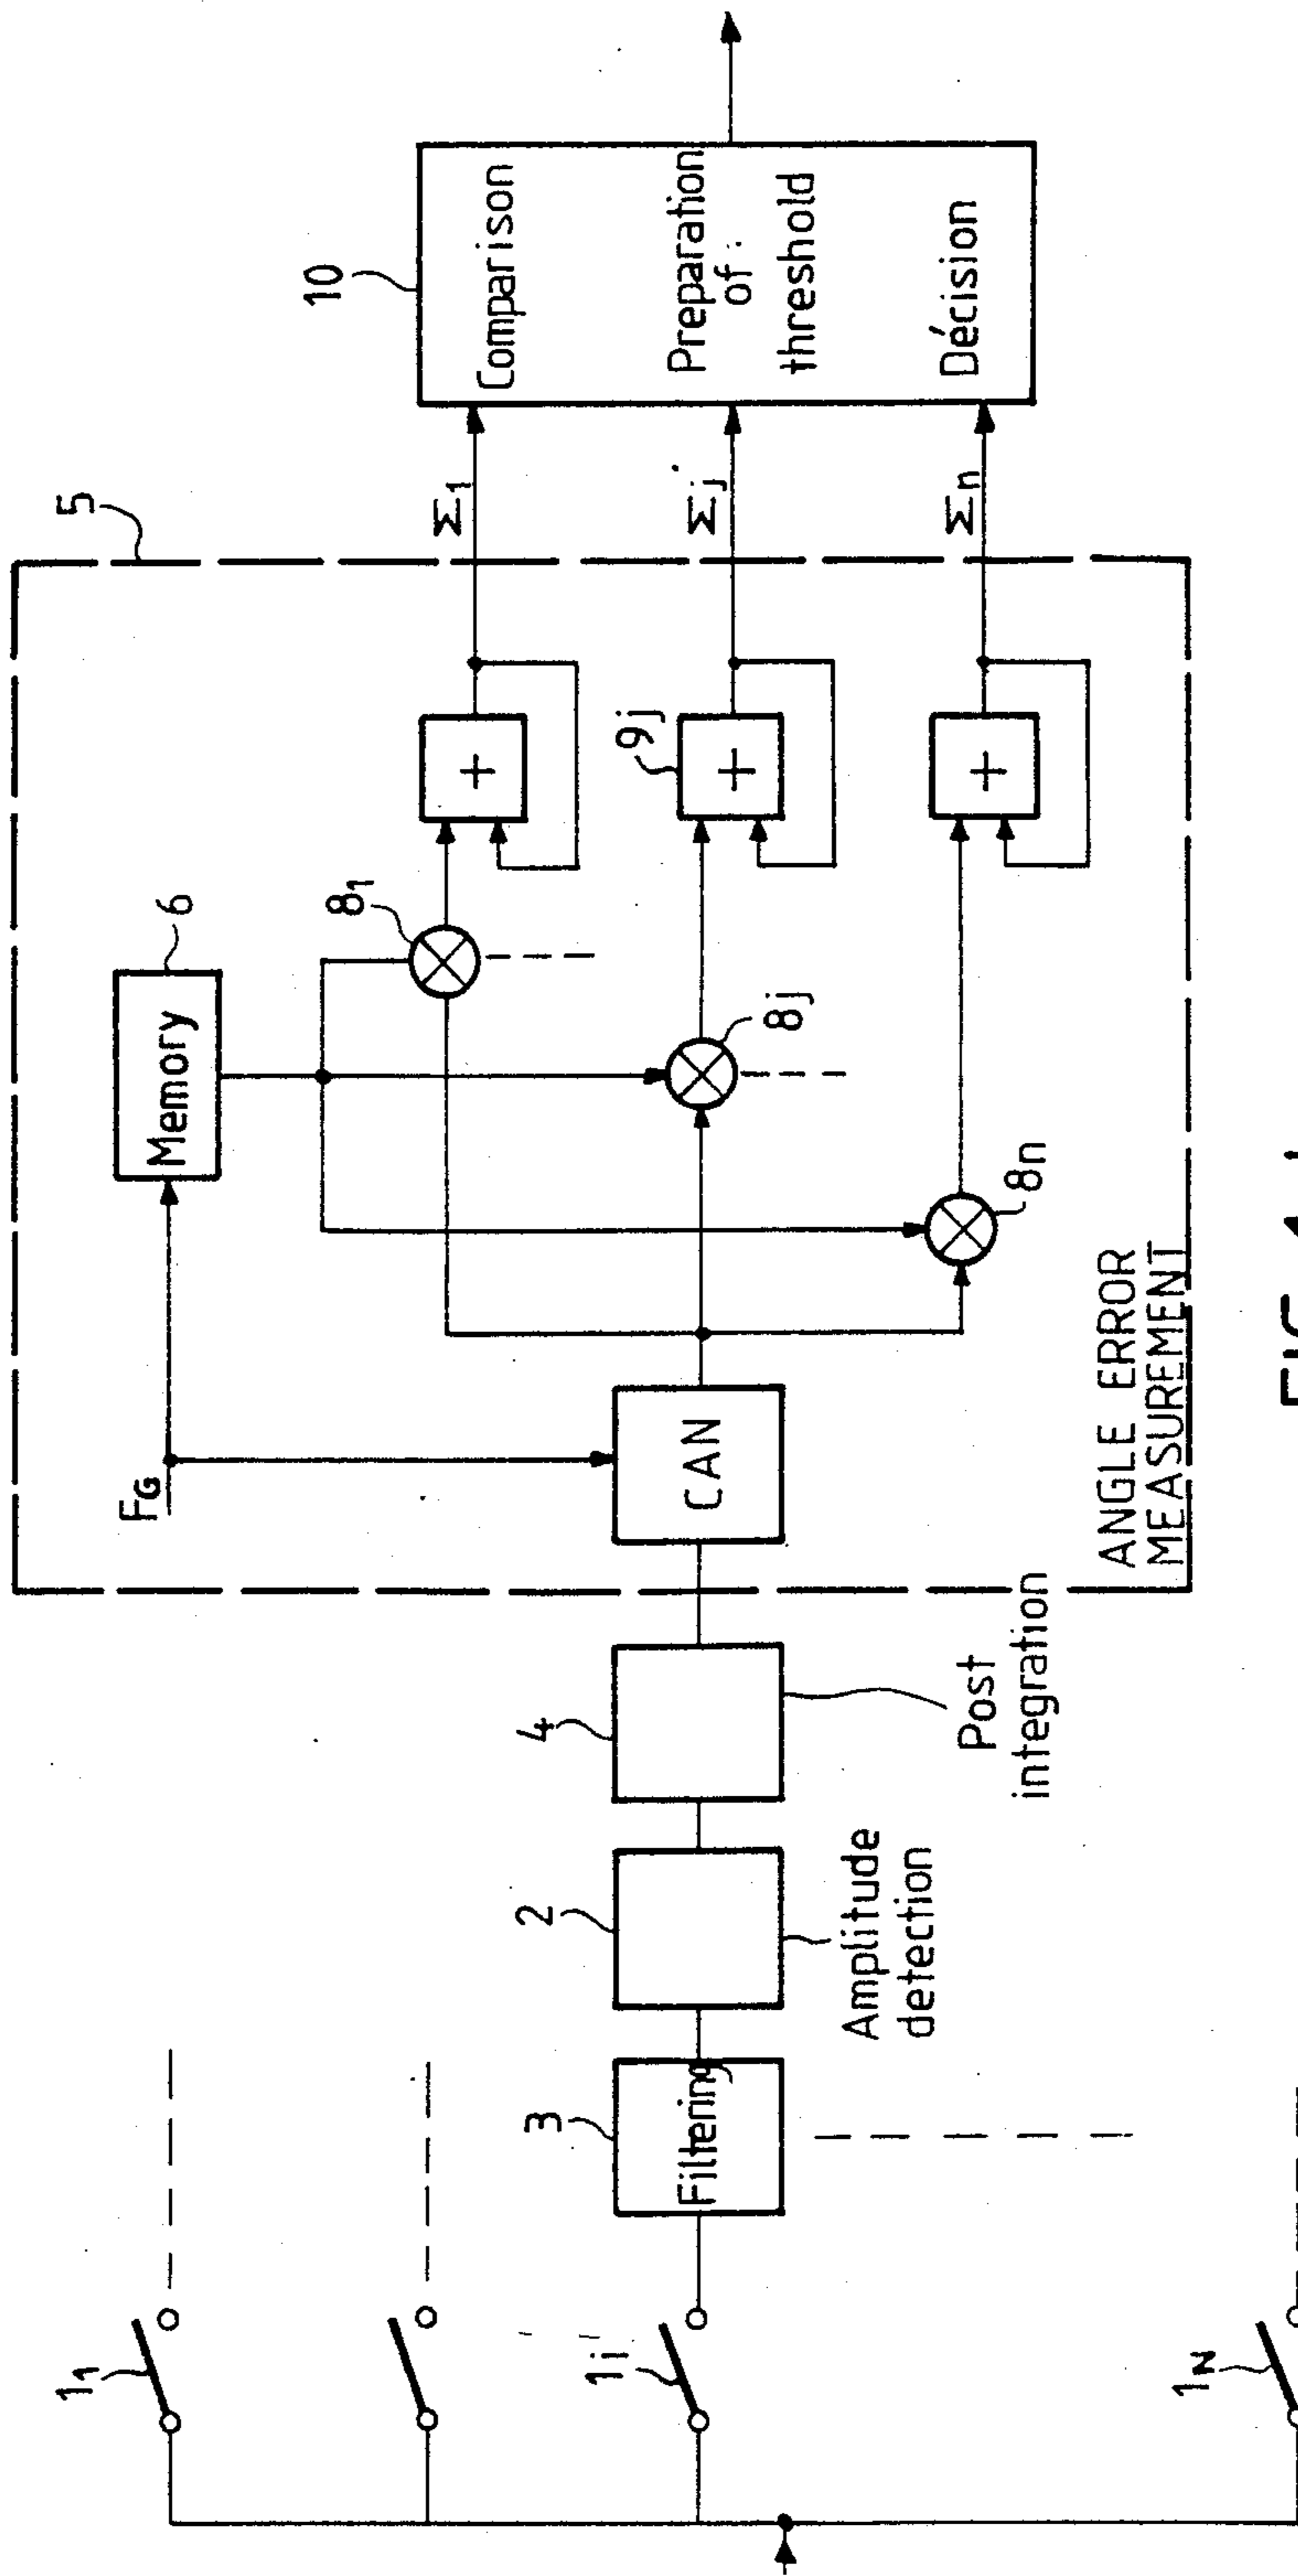 1₁
1i
1N
3
Filtering
2
Amplitude
detection
4
Post
integration
5
FG
CAN
6
Memory
8₁
8j
8n
9j
ANGLE ERROR
MEASUREMENT
Σ1
Σj
Σn
10
Comparison
Preparation
of
threshold
Décision